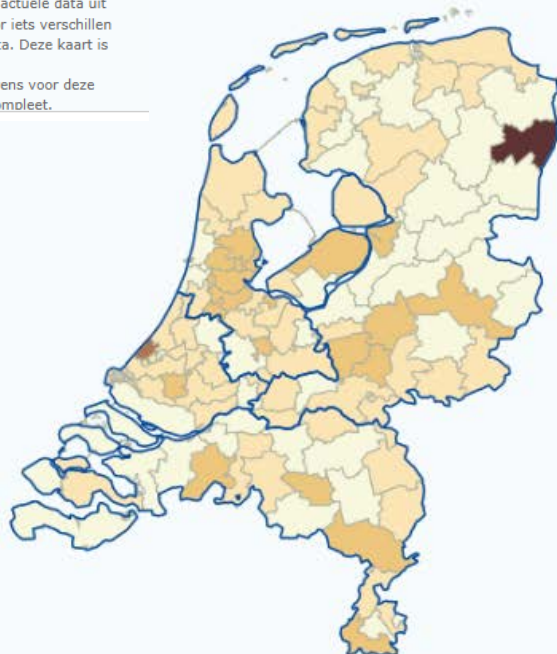 actuele data uit
r iets verschillen
ta. Deze kaart is
ens voor deze
ompleet.